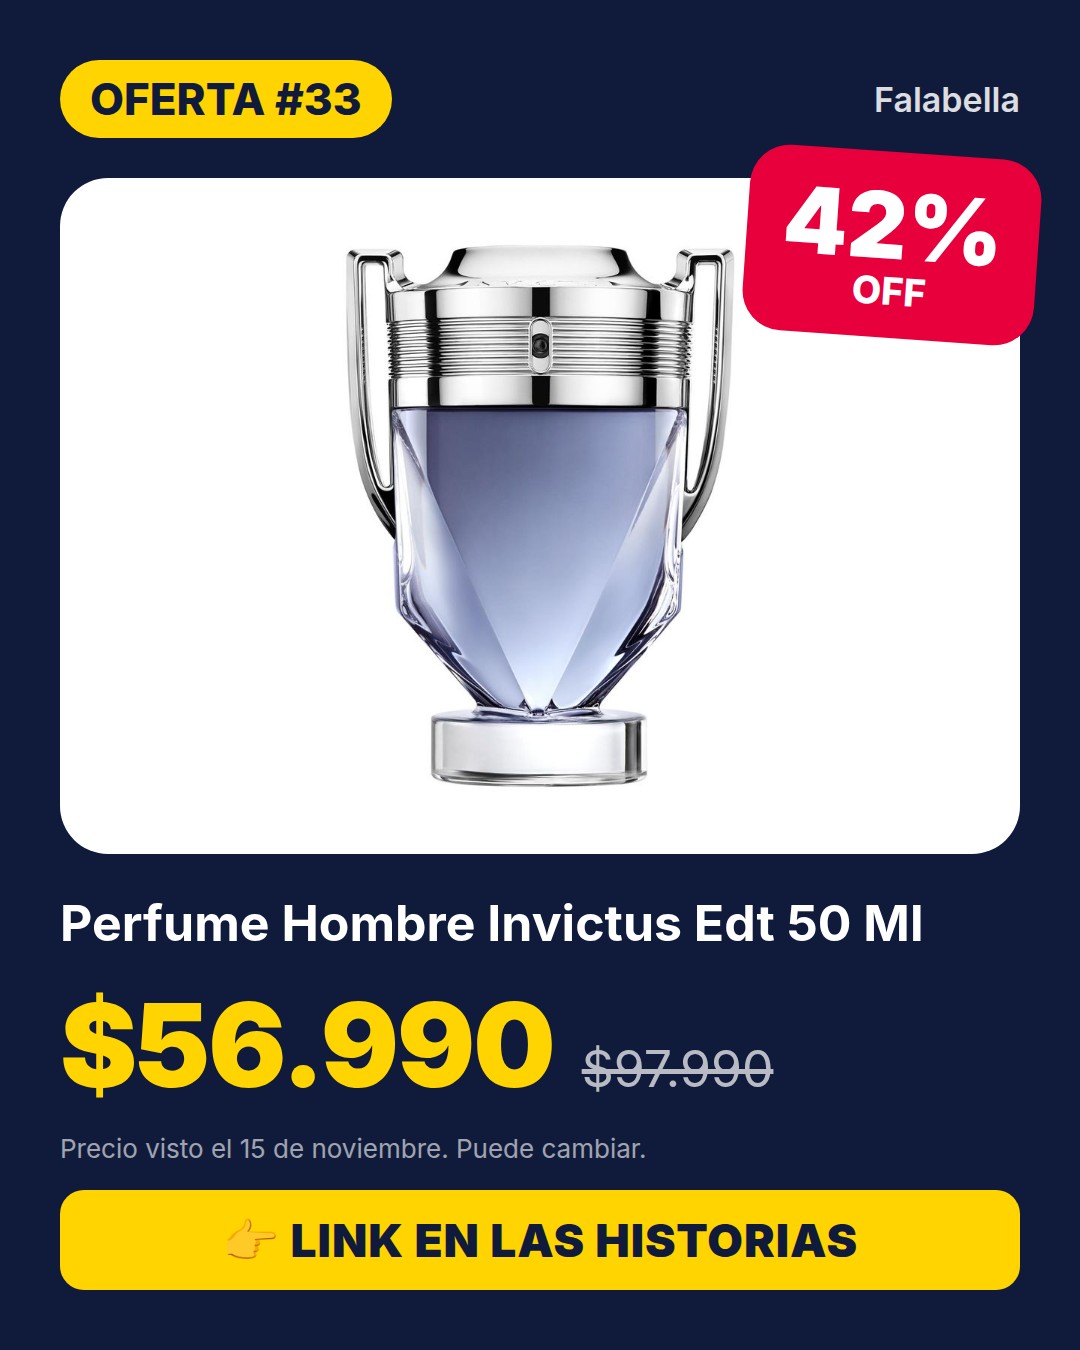 OFERTA #33
Falabella
42%
OFF
Perfume Hombre Invictus Edt 50 Ml
$56.990 $97.990
Precio visto el 15 de noviembre. Puede cambiar.
👉 LINK EN LAS HISTORIAS